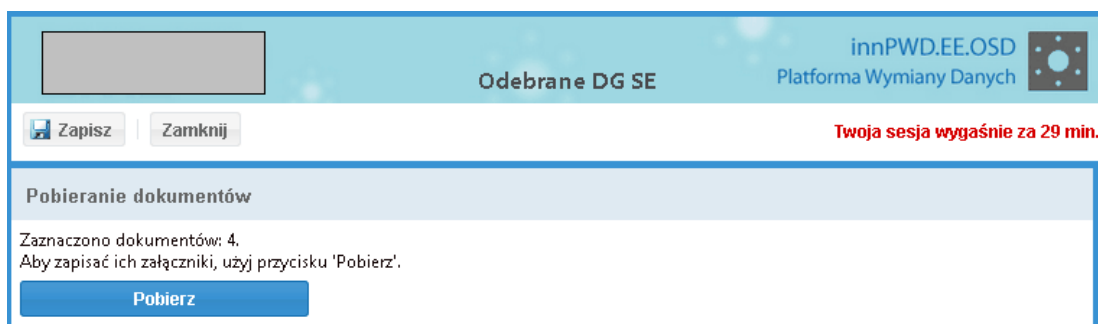 innPWD.EE.OSD
Odebrane DG SE
Platforma Wymiany Danych
Zapisz
Zamknij
Twoja sesja wygaśnie za 29 min.
Pobieranie dokumentów
Zaznaczono dokumentów: 4.
Aby zapisać ich załączniki, użyj przycisku 'Pobierz'.
Pobierz